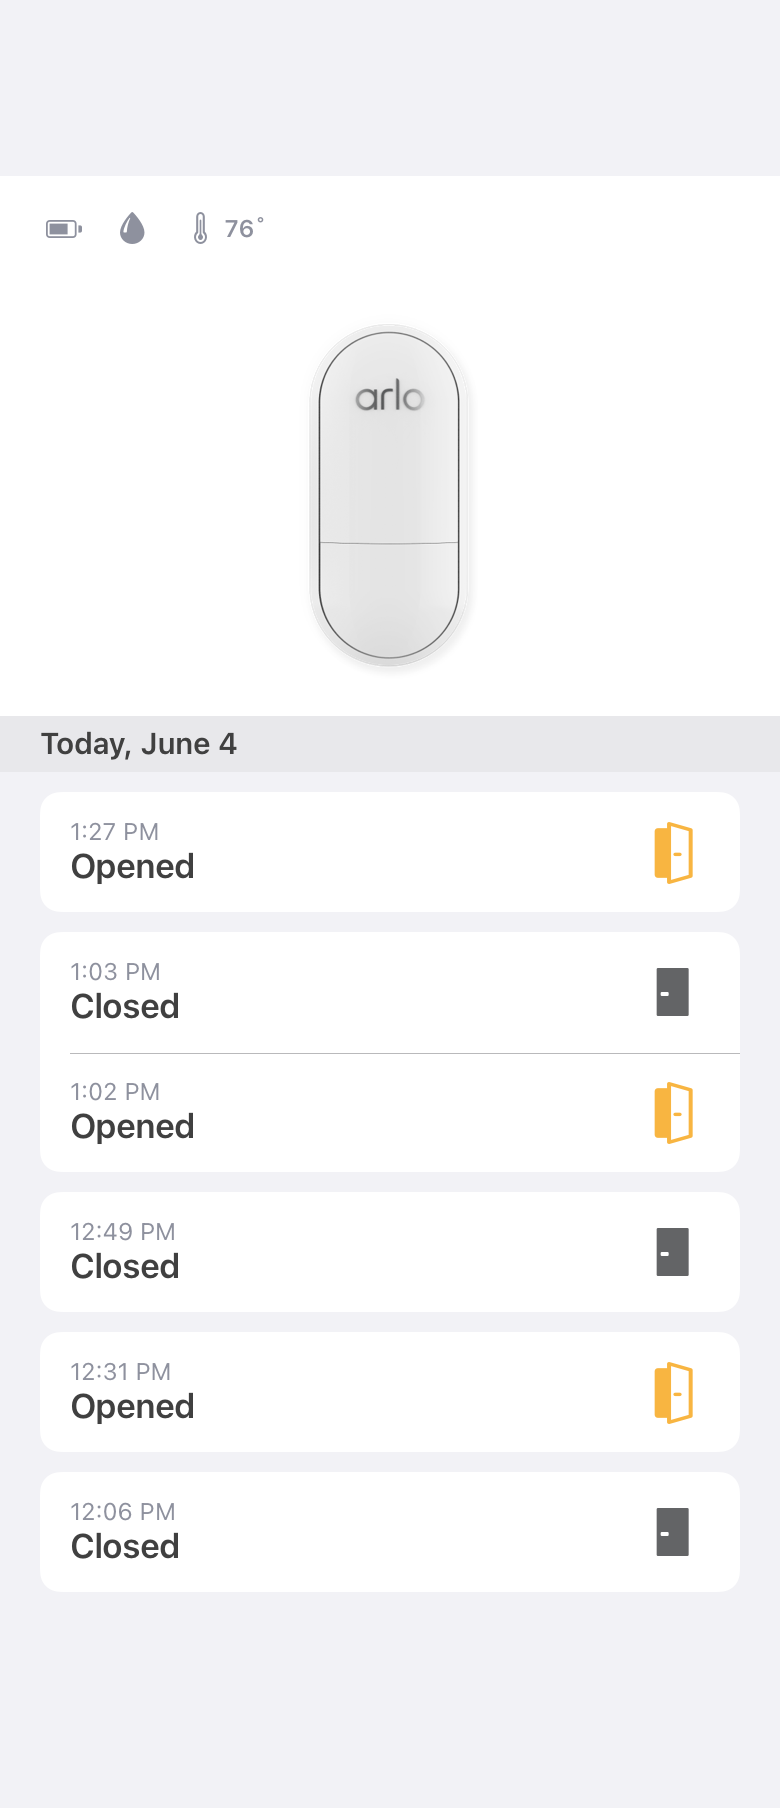 76°
arlo
Today, June 4
1:27 PM
Opened
1:03 PM
Closed
1:02 PM
Opened
12:49 PM
Closed
12:31 PM
Opened
12:06 PM
Closed